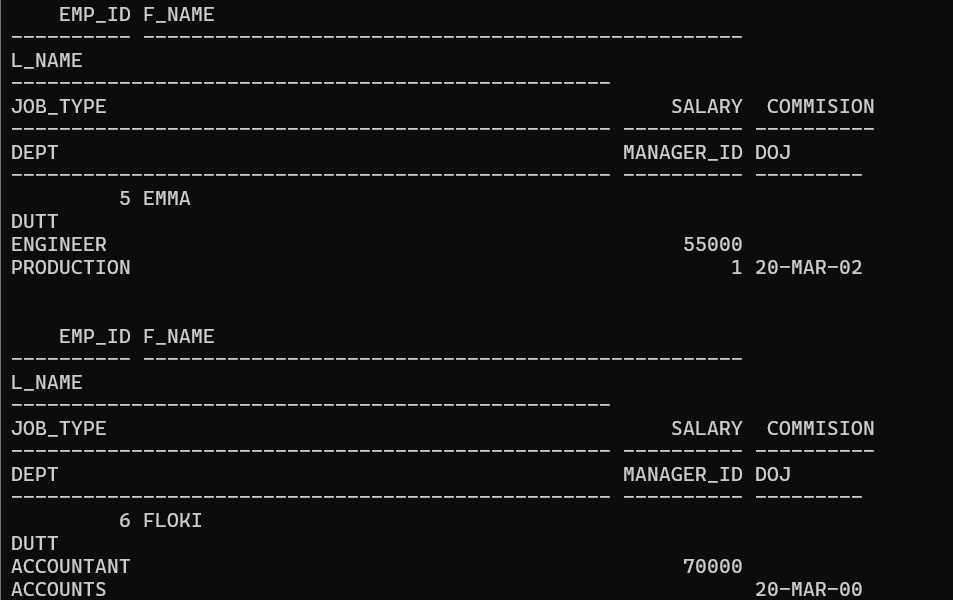 EMP_ID F_NAME
---------- --------------------------------------------------
L_NAME
--------------------------------------------------
JOB_TYPE                                               SALARY  COMMISION
-------------------------------------------------- ---------- ----------
DEPT                                               MANAGER_ID DOJ
-------------------------------------------------- ---------- ---------
         5 EMMA
DUTT
ENGINEER                                                55000
PRODUCTION                                                  1 20-MAR-02
    EMP_ID F_NAME
---------- --------------------------------------------------
L_NAME
--------------------------------------------------
JOB_TYPE                                               SALARY  COMMISION
-------------------------------------------------- ---------- ----------
DEPT                                               MANAGER_ID DOJ
-------------------------------------------------- ---------- ---------
         6 FLOKI
DUTT
ACCOUNTANT                                              70000
ACCOUNTS                                                      20-MAR-00